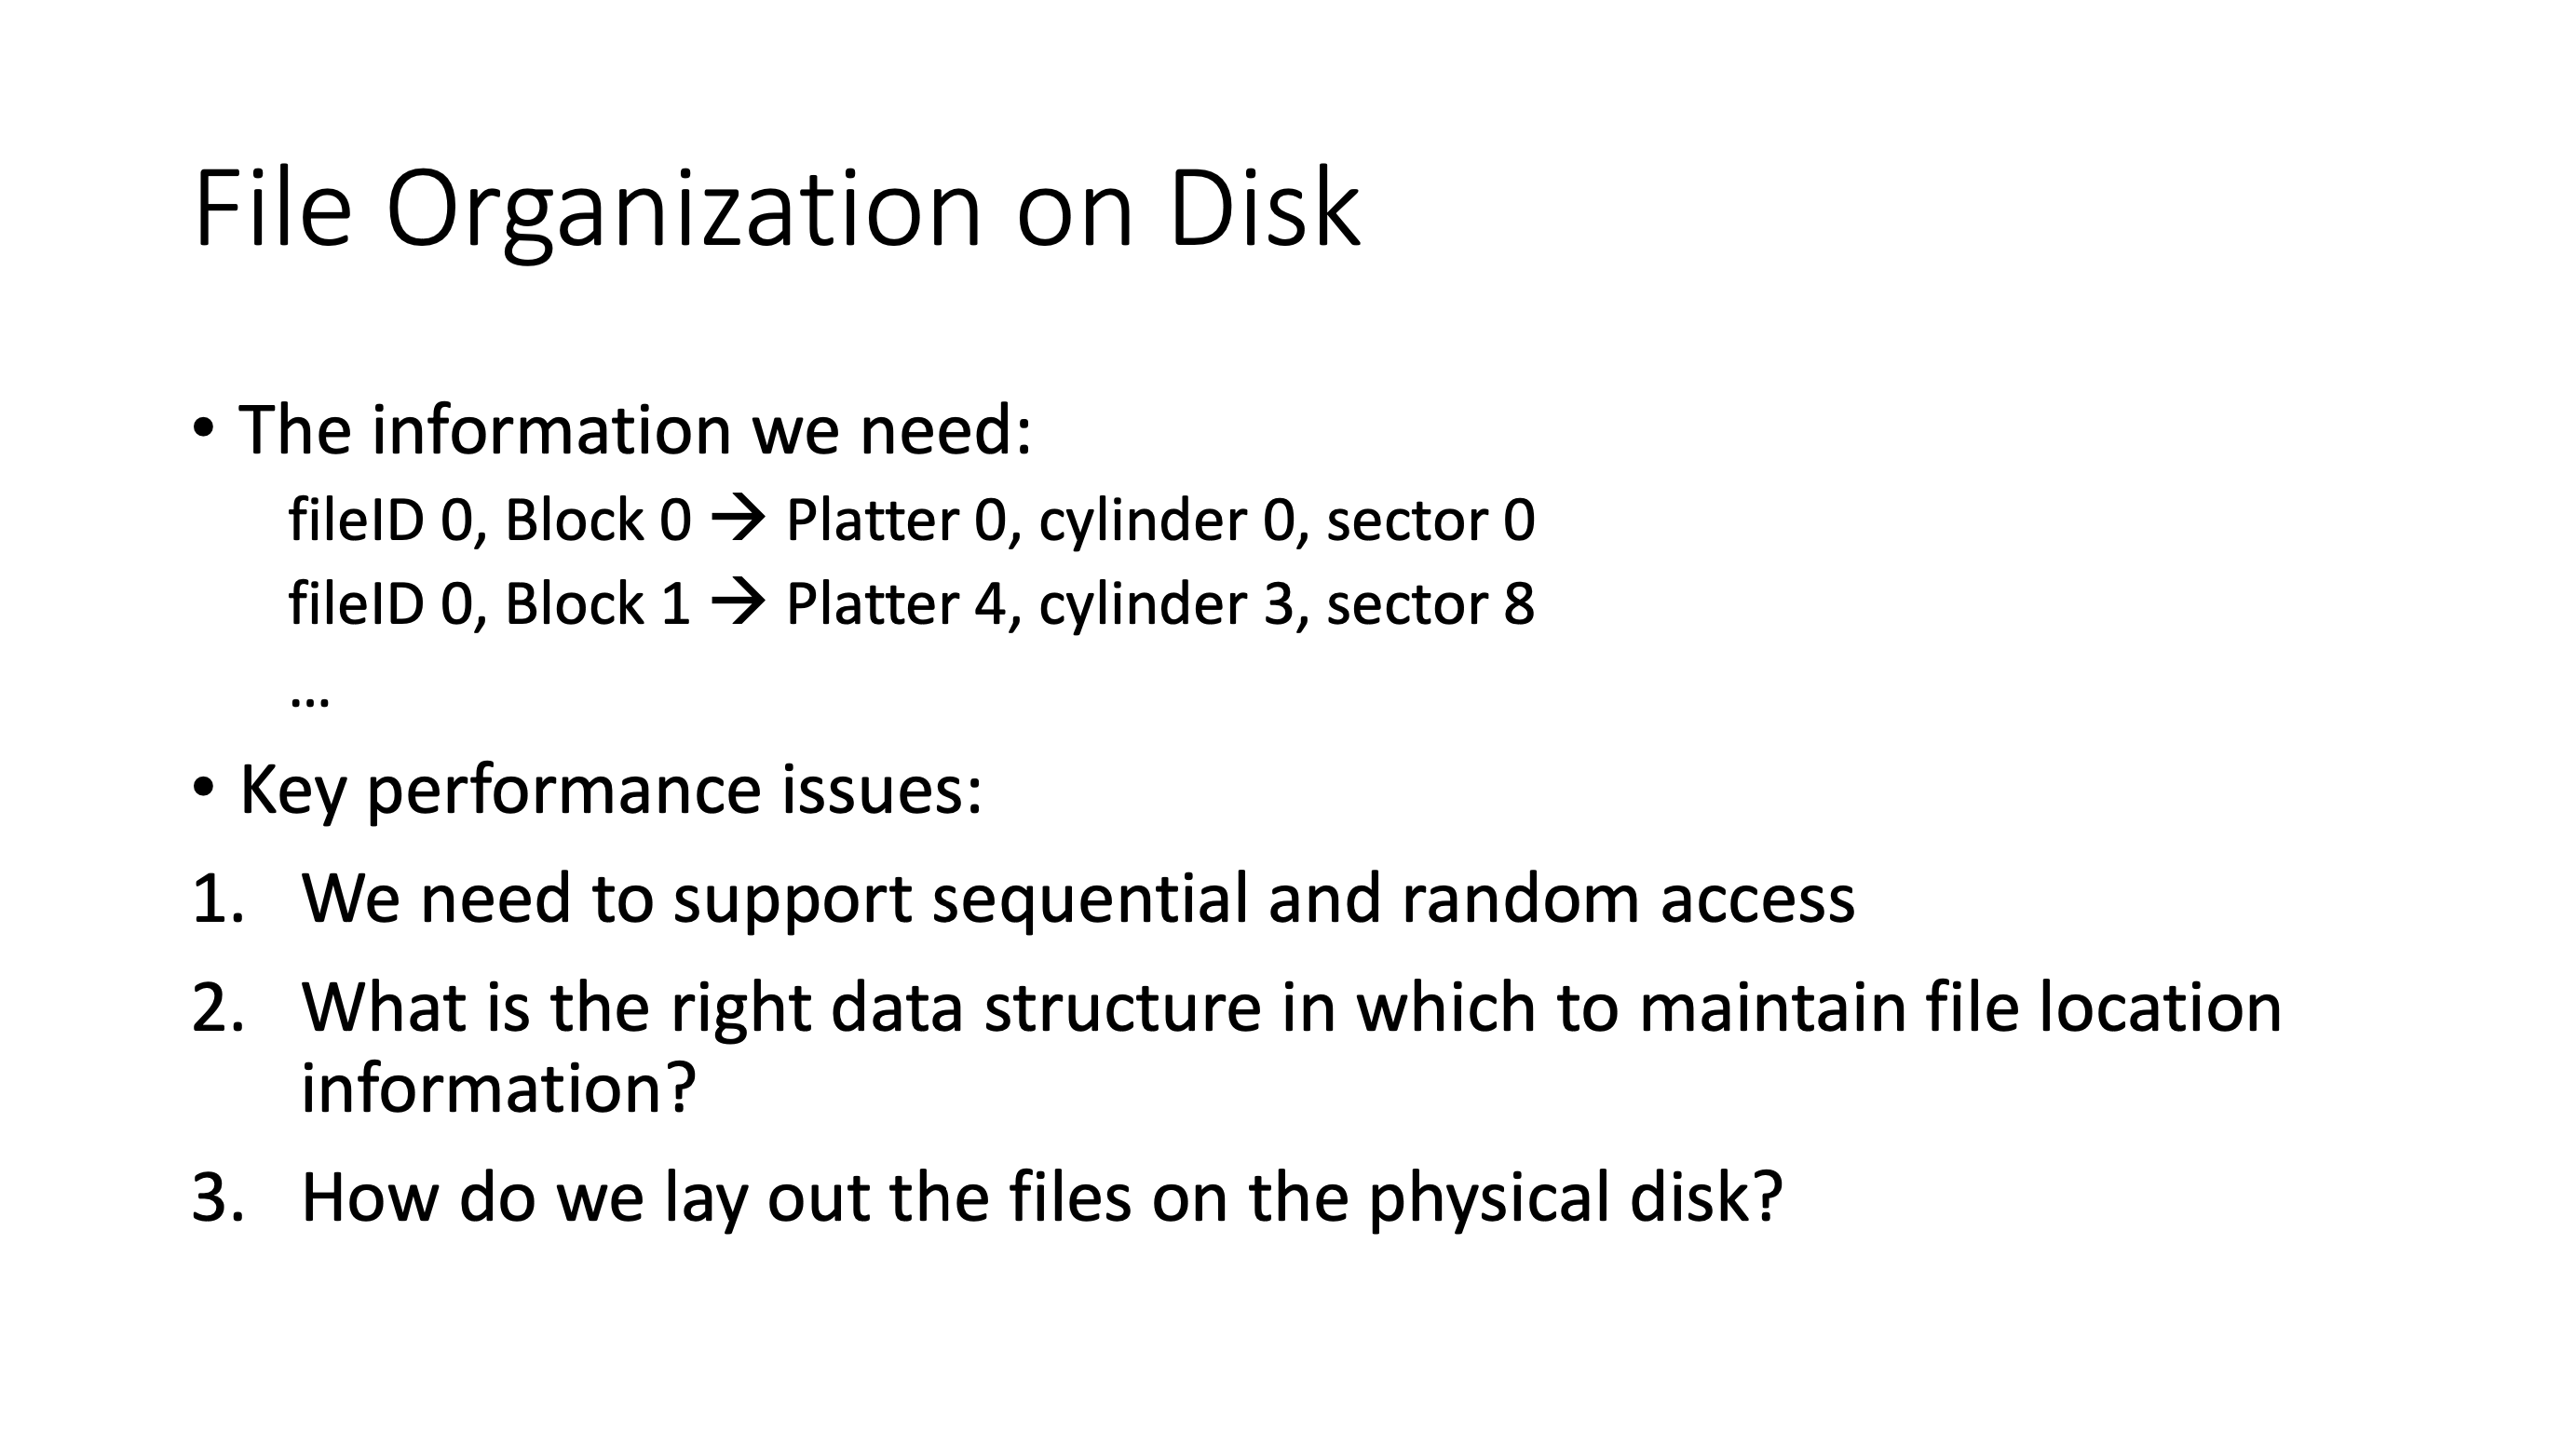 File Organization on Disk
• The information we need:
fileID 0, Block 0 → Platter 0, cylinder 0, sector 0
fileID 0, Block 1 → Platter 4, cylinder 3, sector 8
…
• Key performance issues:
1. We need to support sequential and random access
2. What is the right data structure in which to maintain file location
information?
3. How do we lay out the files on the physical disk?